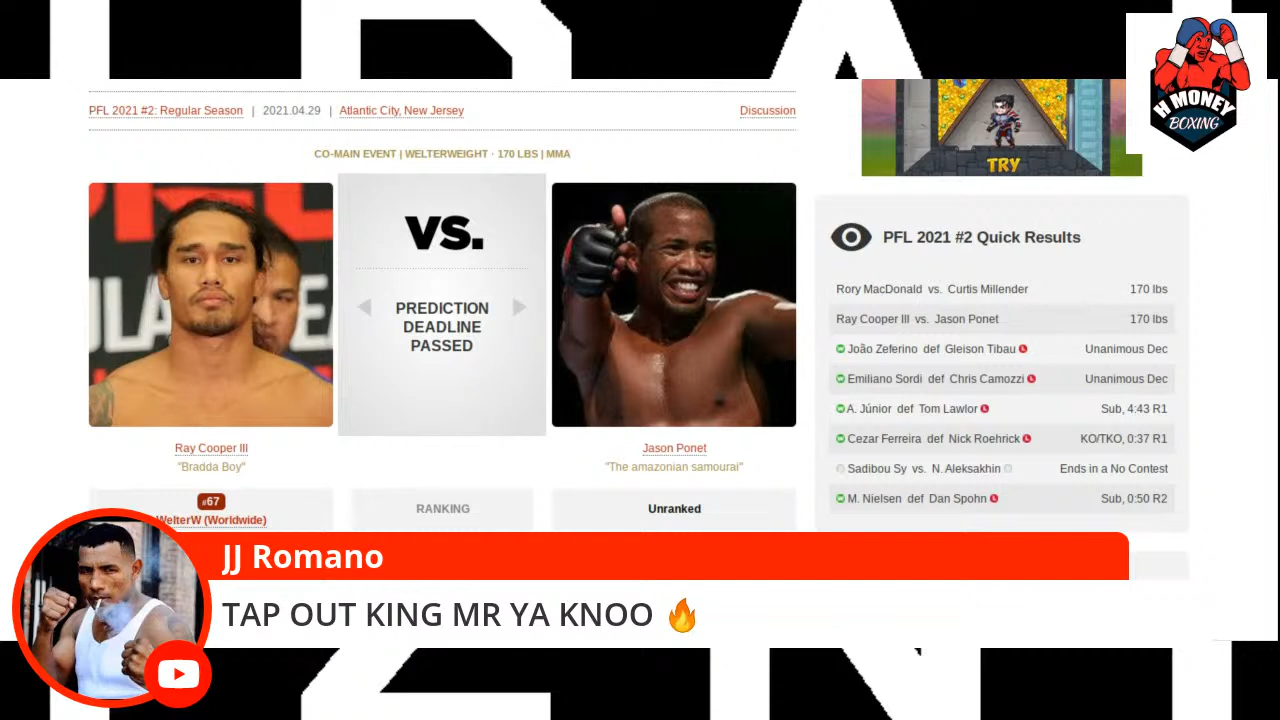 H MONEY
BOXING
TRY
PFL 2021 #2: Regular Season | 2021.04.29 | Atlantic City, New Jersey
Discussion
CO-MAIN EVENT | WELTERWEIGHT · 170 LBS | MMA
VS.
PREDICTION
DEADLINE
PASSED
Ray Cooper III
"Bradda Boy"
Jason Ponet
"The amazonian samourai"
#67
WelterW (Worldwide)
RANKING
Unranked
PFL 2021 #2 Quick Results
Rory MacDonald vs. Curtis Millender 170 lbs
Ray Cooper III vs. Jason Ponet 170 lbs
João Zeferino def Gleison Tibau L Unanimous Dec
Emiliano Sordi def Chris Camozzi L Unanimous Dec
A. Júnior def Tom Lawlor L Sub, 4:43 R1
Cezar Ferreira def Nick Roehrick L KO/TKO, 0:37 R1
Sadibou Sy vs. N. Aleksakhin Ends in a No Contest
M. Nielsen def Dan Spohn L Sub, 0:50 R2
JJ Romano
TAP OUT KING MR YA KNOO 🔥